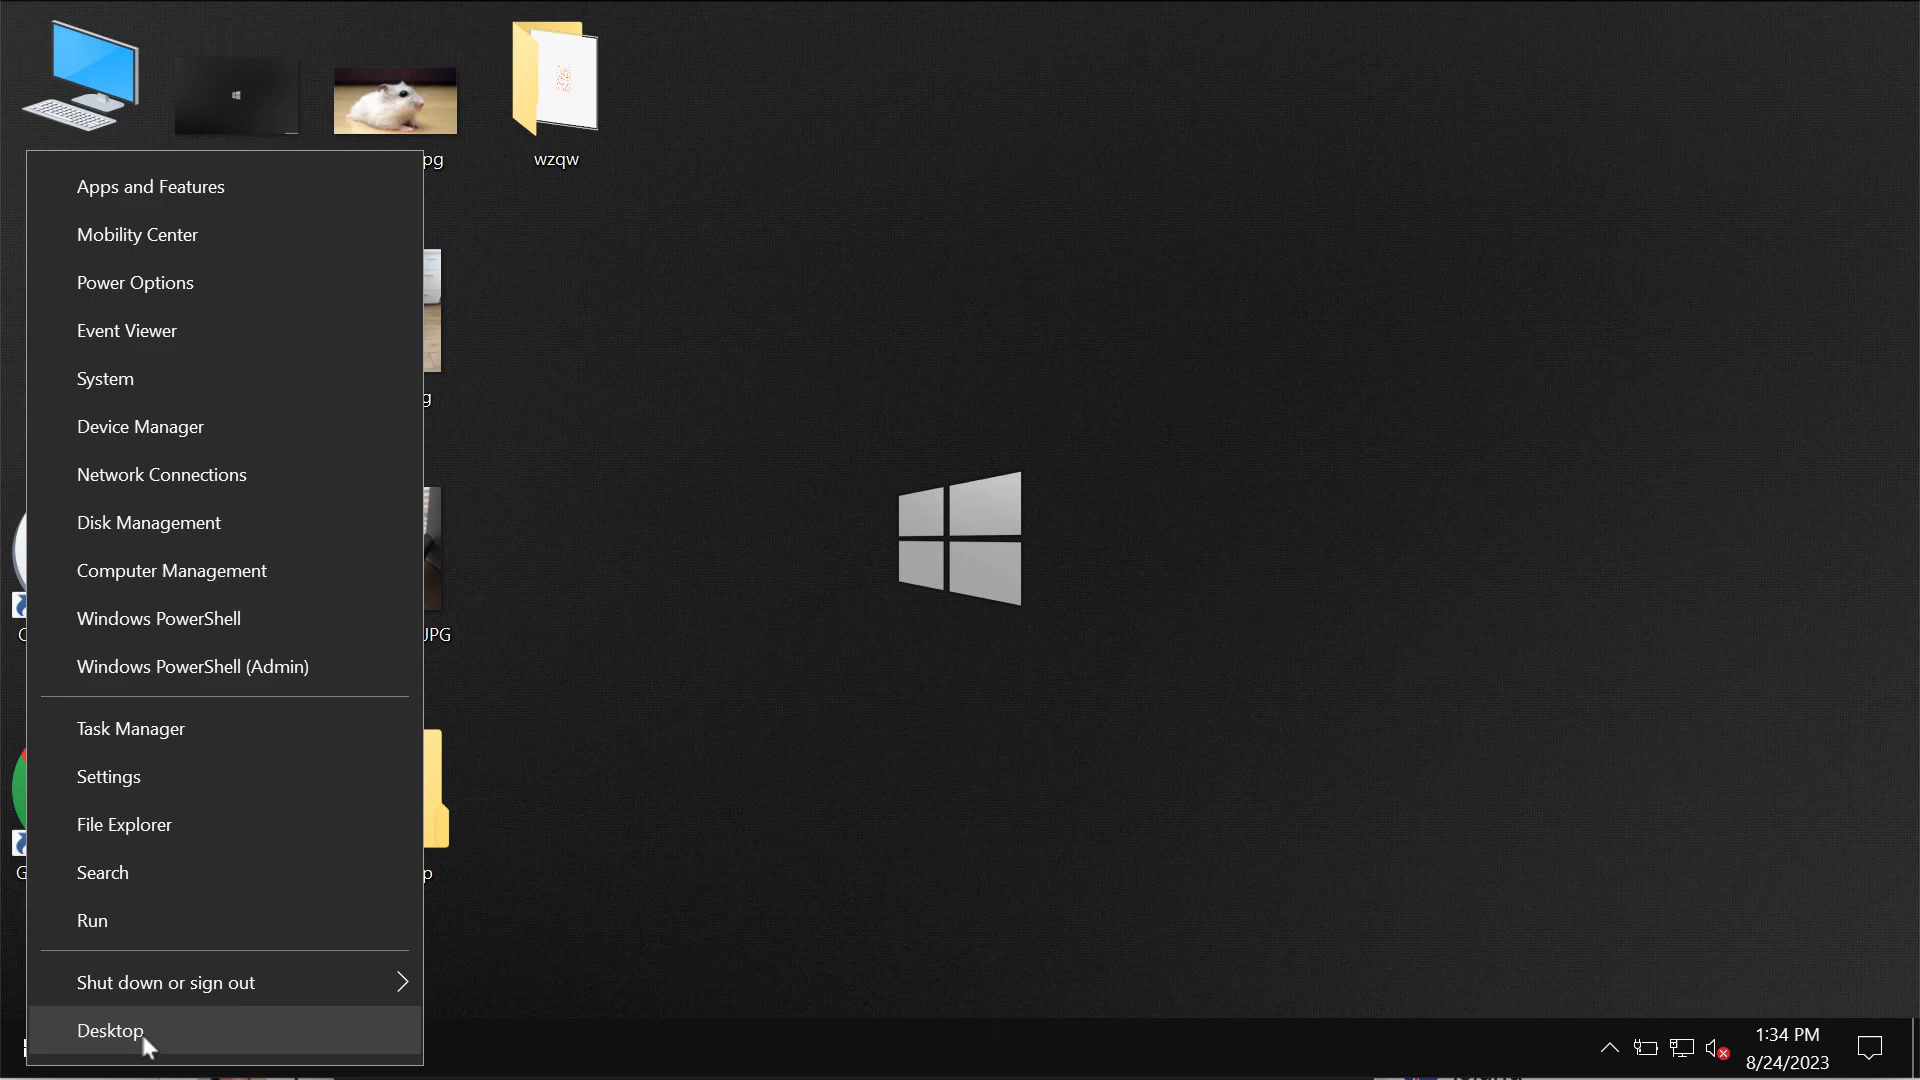 wzqw
pg
Apps and Features
Mobility Center
Power Options
Event Viewer
System
g
Device Manager
Network Connections
Disk Management
Computer Management
Windows PowerShell
JPG
Windows PowerShell (Admin)
Task Manager
Settings
File Explorer
Search
p
Run
Shut down or sign out
Desktop
1:34 PM
8/24/2023